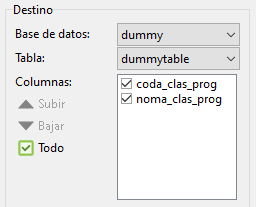 Destino
Base de datos: dummy
Tabla: dummytable
Columnas:
coda_clas_prog
noma_clas_prog
Subir
Bajar
Todo